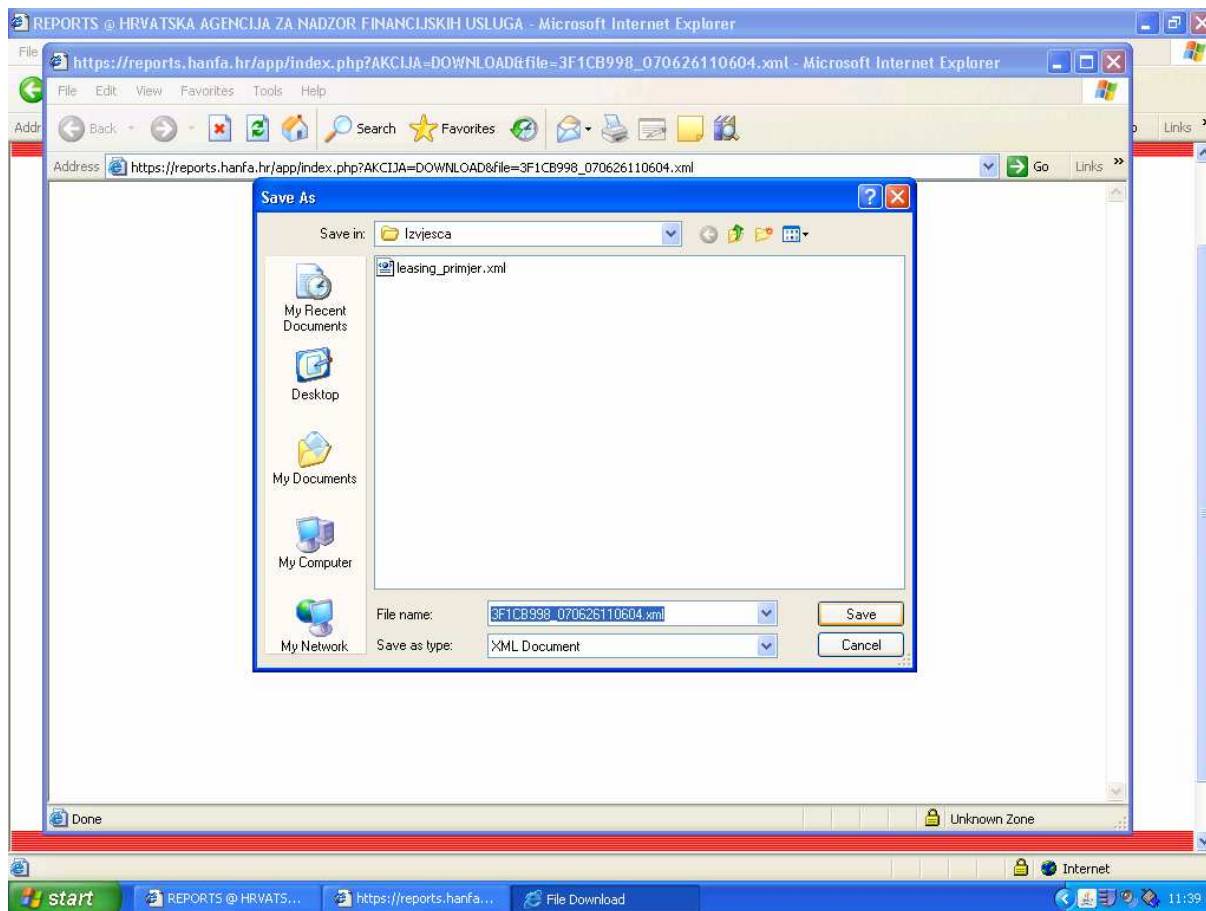 REPORTS @ HRVATSKA AGENCIJA ZA NADZOR FINANCIJSKIH USLUGA - Microsoft Internet Explorer
File
https://reports.hanfa.hr/app/index.php?AKCIJA=DOWNLOAD&file=3F1CB998_070626110604.xml - Microsoft Internet Explorer
File Edit View Favorites Tools Help
Back Search Favorites
Addr Links
Address https://reports.hanfa.hr/app/index.php?AKCIJA=DOWNLOAD&file=3F1CB998_070626110604.xml Go Links »
Save As
Save in: Izvjesca
leasing_primjer.xml
My Recent Documents
Desktop
My Documents
My Computer
My Network
File name: 3F1CB998_070626110604.xml Save
Save as type: XML Document Cancel
Done Unknown Zone
Internet
start REPORTS @ HRVATS... https://reports.hanfa... File Download 11:39